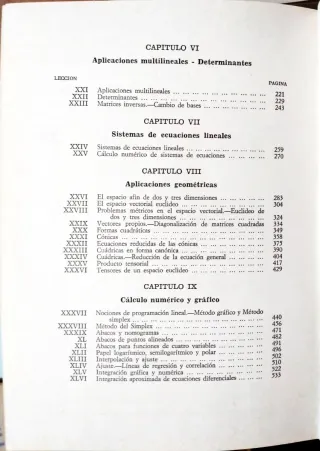 CAPITULO VI
Aplicaciones multilineales - Determinantes
LECCION PAGINA
XXI Aplicaciones multilineales ... 221
XXII Determinantes ... 229
XXIII Matrices inversas.—Cambio de bases ... 243
CAPITULO VII
Sistemas de ecuaciones lineales
XXIV Sistemas de ecuaciones lineales ... 259
XXV Cálculo numérico de sistemas de ecuaciones ... 270
CAPITULO VIII
Aplicaciones geométricas
XXVI El espacio afín de dos y tres dimensiones ... 283
XXVII El espacio vectorial euclídeo ... 304
XXVIII Problemas métricos en el espacio vectorial.—Euclídeo de
dos y tres dimensiones ... 324
XXIX Vectores propios.—Diagonalización de matrices cuadradas 334
XXX Formas cuadráticas ... 349
XXXI Cónicas ... 358
XXXII Ecuaciones reducidas de las cónicas ... 375
XXXIII Cuádricas en forma canónica ... 390
XXXIV Cuádricas.—Reducción de la ecuación general ... 404
XXXV Producto tensorial ... 417
XXXVI Tensores de un espacio euclídeo ... 429
CAPITULO IX
Cálculo numérico y gráfico
XXXVII Nociones de programación lineal.—Método gráfico y Método
simplex ... 440
XXXVIII Método del Simplex ... 456
XXXIX Abacos y nomogramas ... 471
XL Abacos de puntos alineados ... 482
XLI Abacos para funciones de cuatro variables ... 491
XLII Papel logarítmico, semilogarítmico y polar ... 496
XLIII Interpolación y ajuste ... 502
XLIV Ajuste.—Líneas de regresión y correlación ... 510
XLV Integración gráfica y numérica ... 522
XLVI Integración aproximada de ecuaciones diferenciales ... 533